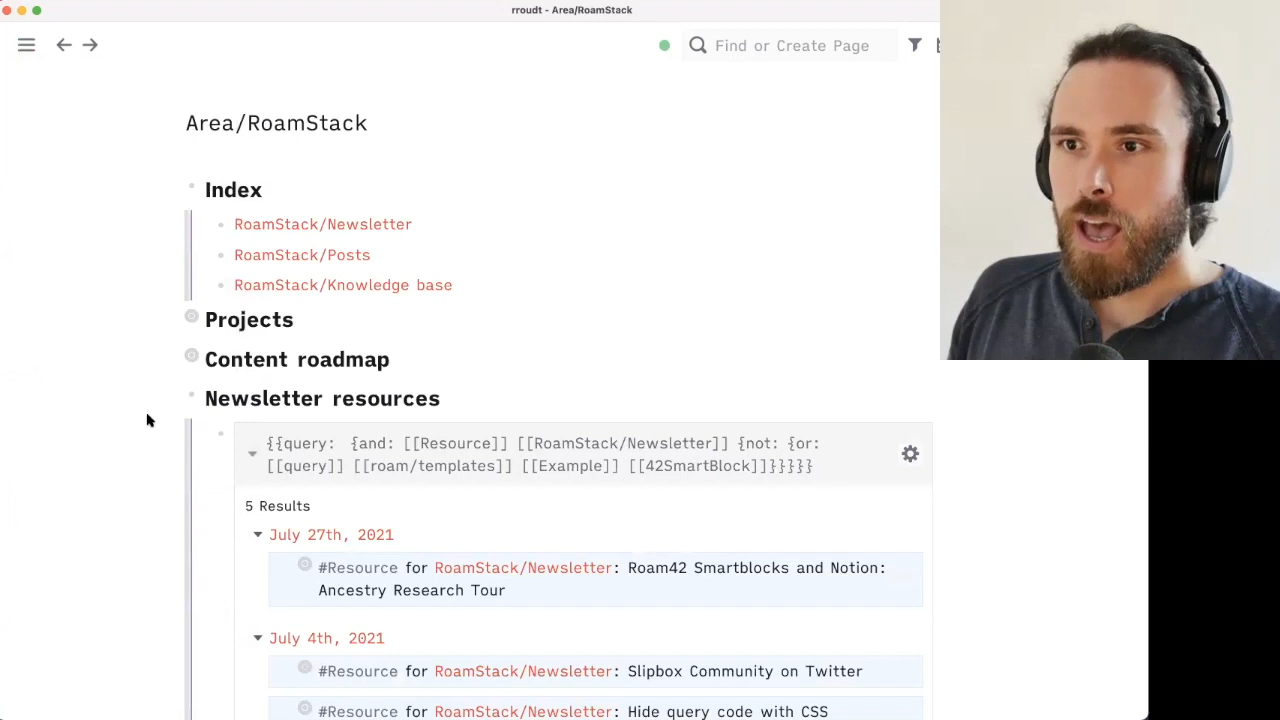 rroudt - Area/RoamStack
Find or Create Page
Area/RoamStack
Index
RoamStack/Newsletter
RoamStack/Posts
RoamStack/Knowledge base
Projects
Content roadmap
Newsletter resources
{{query: {and: [[Resource]] [[RoamStack/Newsletter]] {not: {or:
[[query]] [[roam/templates]] [[Example]] [[42SmartBlock]]}}}}}
5 Results
July 27th, 2021
#Resource for RoamStack/Newsletter: Roam42 Smartblocks and Notion:
Ancestry Research Tour
July 4th, 2021
#Resource for RoamStack/Newsletter: Slipbox Community on Twitter
#Resource for RoamStack/Newsletter: Hide query code with CSS